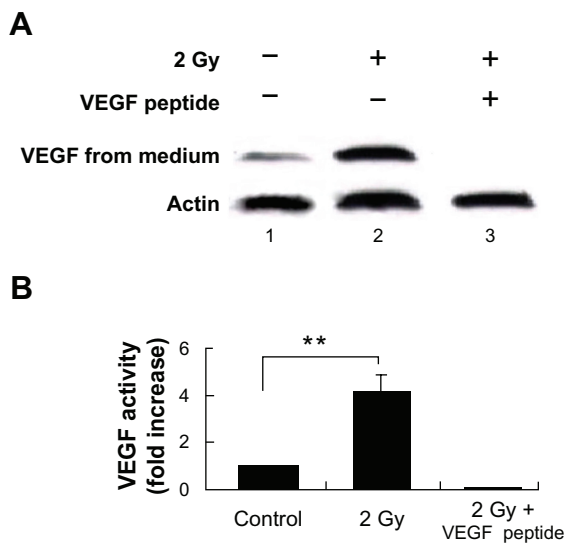 A
2 Gy − + +
VEGF peptide − − +
VEGF from medium
Actin
1 2 3
B
VEGF activity
(fold increase)
6
4
2
0
**
Control 2 Gy 2 Gy +
VEGF peptide